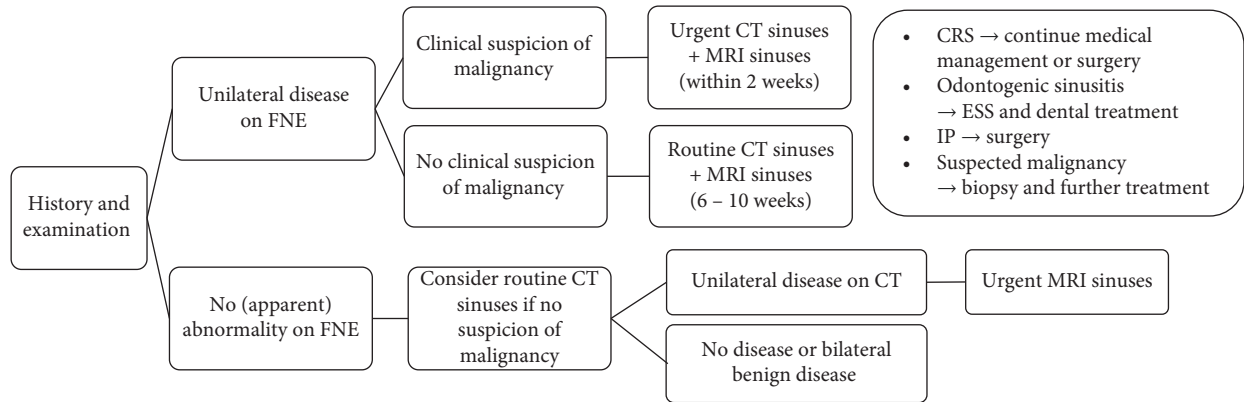 History and
examination
Unilateral disease
on FNE
Clinical suspicion of
malignancy
Urgent CT sinuses
+ MRI sinuses
(within 2 weeks)
No clinical suspicion
of malignancy
Routine CT sinuses
+ MRI sinuses
(6 – 10 weeks)
No (apparent)
abnormality on FNE
Consider routine CT
sinuses if no
suspicion of
malignancy
Unilateral disease on CT
Urgent MRI sinuses
No disease or bilateral
benign disease
• CRS → continue medical
management or surgery
• Odontogenic sinusitis
→ ESS and dental treatment
• IP → surgery
• Suspected malignancy
→ biopsy and further treatment